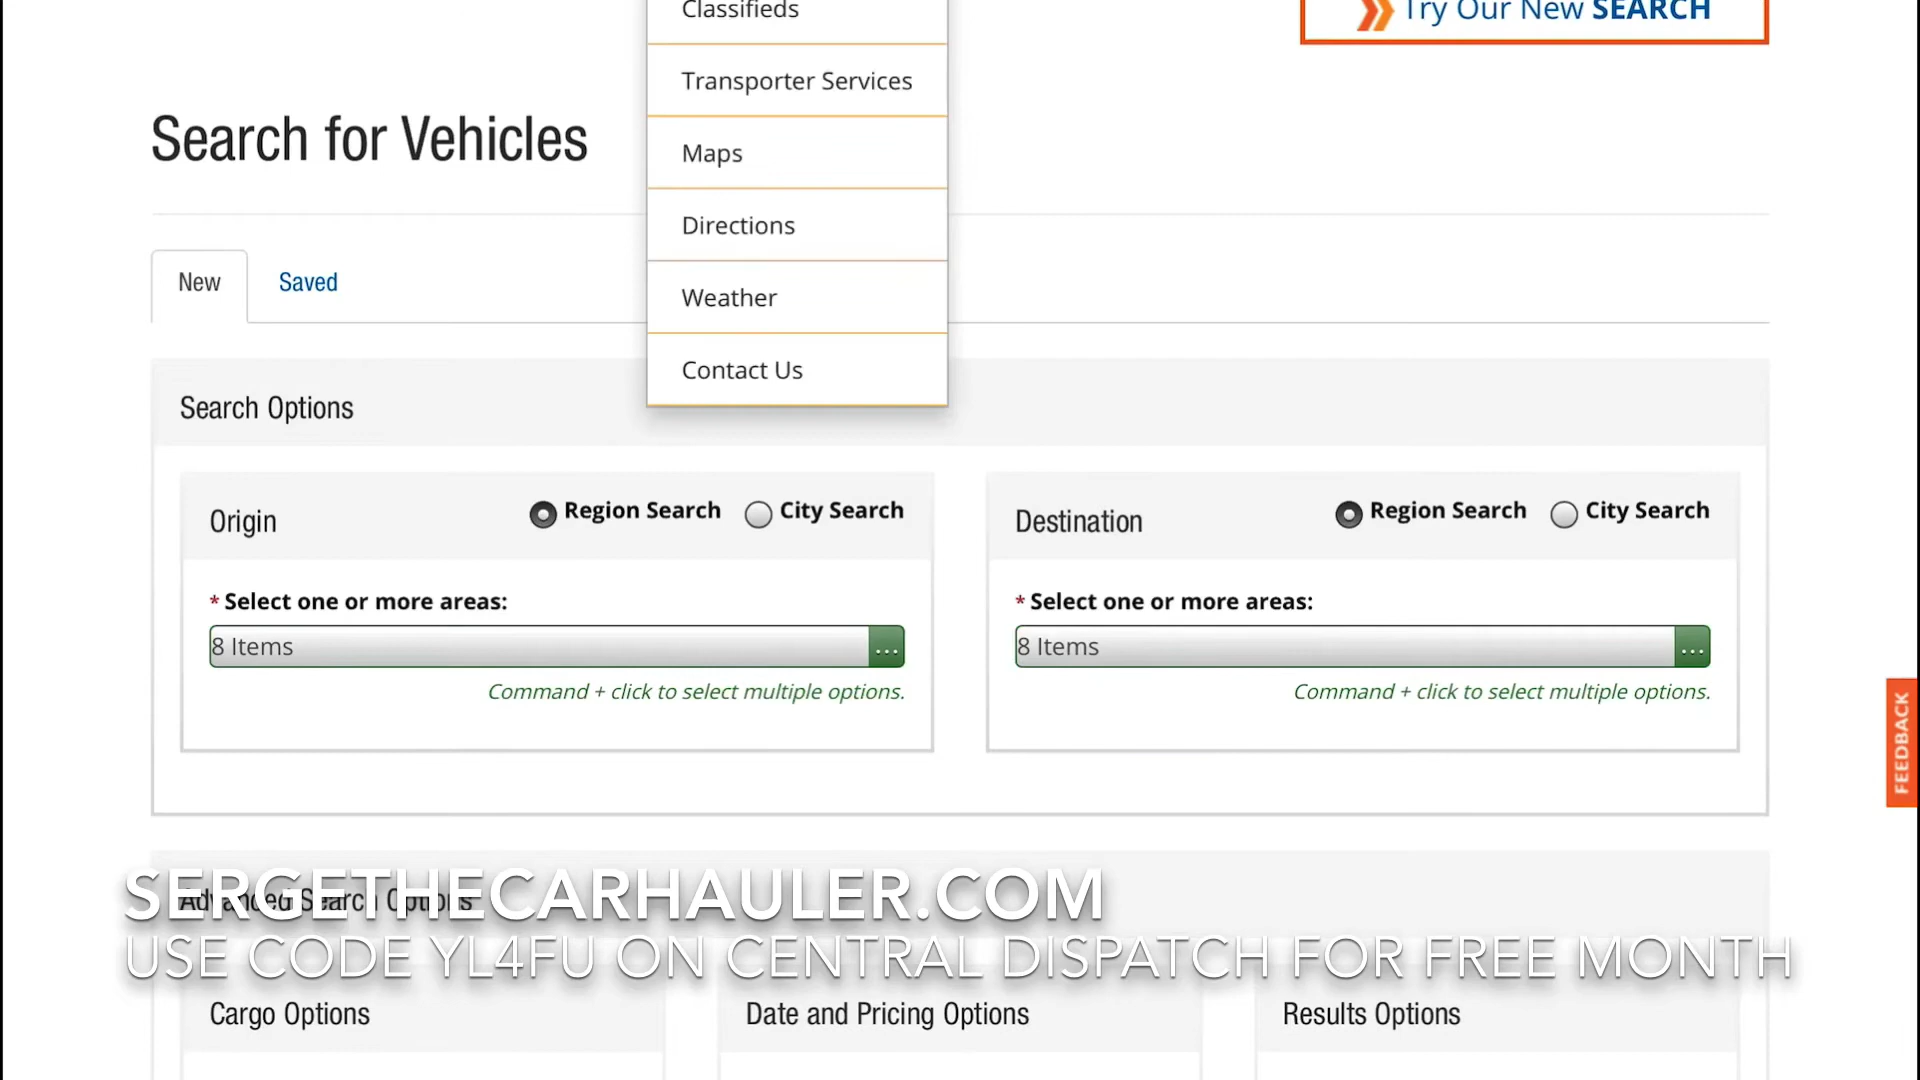 Classifieds
Try Our New SEARCH
Transporter Services
Search for Vehicles
Maps
Directions
New
Saved
Weather
Contact Us
Search Options
Origin
Region Search
City Search
Destination
Region Search
City Search
* Select one or more areas:
* Select one or more areas:
8 Items
...
8 Items
...
Command + click to select multiple options.
Command + click to select multiple options.
FEEDBACK
Advanced Search Options
SERGETHECARHAULER.COM
USE CODE YL4FU ON CENTRAL DISPATCH FOR FREE MONTH
Cargo Options
Date and Pricing Options
Results Options